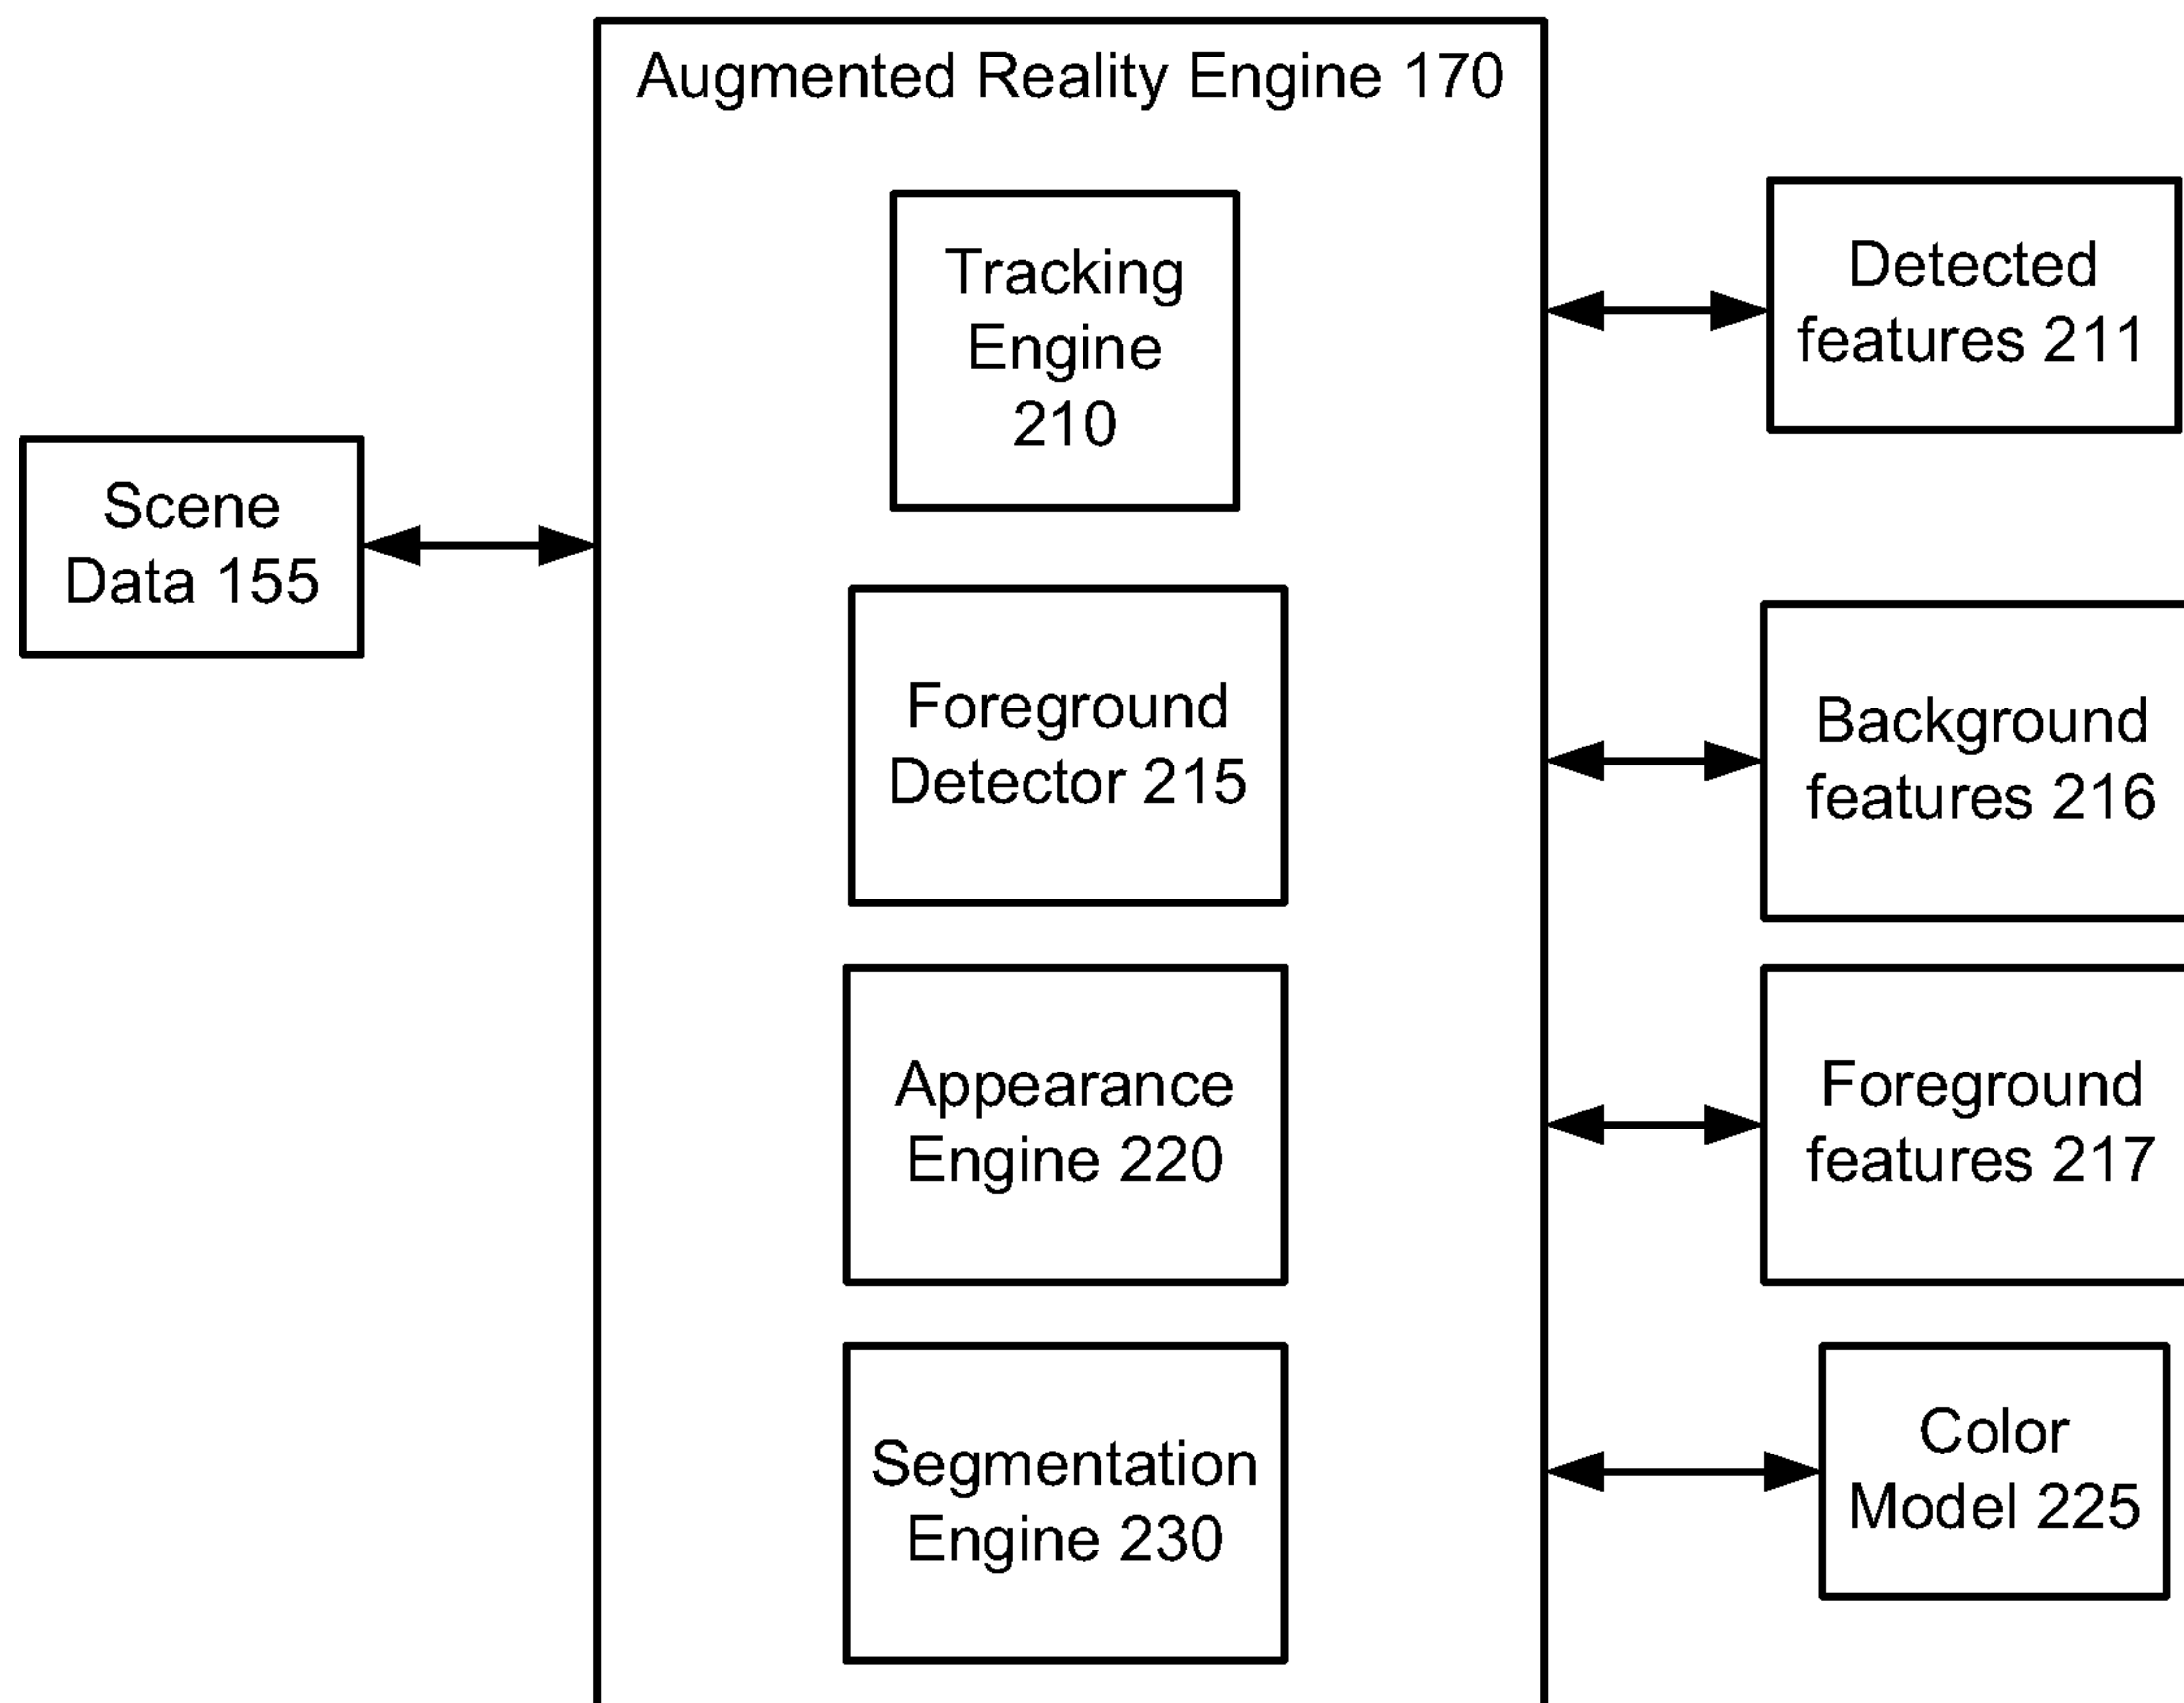 Augmented Reality Engine 170
Scene
Data 155
Tracking
Engine
210
Foreground
Detector 215
Appearance
Engine 220
Segmentation
Engine 230
Detected
features 211
Background
features 216
Foreground
features 217
Color
Model 225